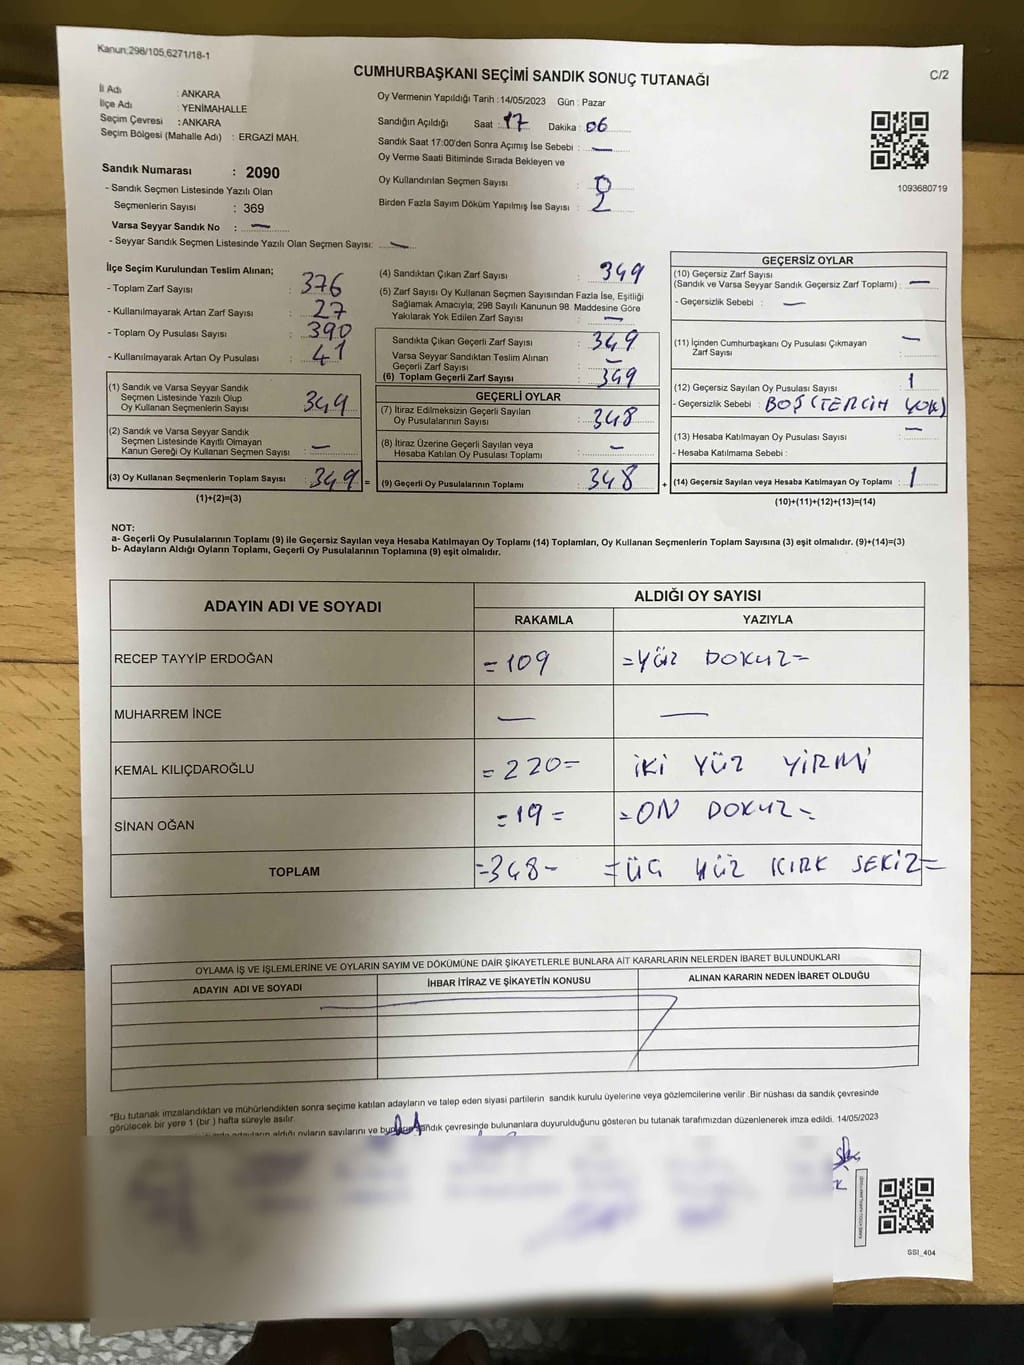 Kanun;298/105,6271/18-1
CUMHURBAŞKANI SEÇİMİ SANDIK SONUÇ TUTANAĞI
C/2
İl Adı : ANKARA
İlçe Adı : YENİMAHALLE
Seçim Çevresi : ANKARA
Seçim Bölgesi (Mahalle Adı) : ERGAZİ MAH.
Oy Vermenin Yapıldığı Tarih :14/05/2023 Gün : Pazar
Sandığın Açıldığı Saat : 17 Dakika : 06
Sandık Saat 17:00'den Sonra Açımış İse Sebebi : —
Oy Verme Saati Bitiminde Sırada Bekleyen ve
Oy Kullandırılan Seçmen Sayısı : 0
Birden Fazla Sayım Döküm Yapılmış İse Sayısı : 2
1093680719
Sandık Numarası : 2090
- Sandık Seçmen Listesinde Yazılı Olan
Seçmenlerin Sayısı : 369
Varsa Seyyar Sandık No : —
- Seyyar Sandık Seçmen Listesinde Yazılı Olan Seçmen Sayısı: —
İlçe Seçim Kurulundan Teslim Alınan;
- Toplam Zarf Sayısı : 376
- Kullanılmayarak Artan Zarf Sayısı : 27
- Toplam Oy Pusulası Sayısı : 390
- Kullanılmayarak Artan Oy Pusulası : 41
(1) Sandık ve Varsa Seyyar Sandık
Seçmen Listesinde Yazılı Olup
Oy Kullanan Seçmenlerin Sayısı : 349
(2) Sandık ve Varsa Seyyar Sandık
Seçmen Listesinde Kayıtlı Olmayan
Kanun Gereği Oy Kullanan Seçmen Sayısı : —
(3) Oy Kullanan Seçmenlerin Toplam Sayısı : 349 =
(1)+(2)=(3)
(4) Sandıktan Çıkan Zarf Sayısı : 349
(5) Zarf Sayısı Oy Kullanan Seçmen Sayısından Fazla İse, Eşitliği
Sağlamak Amacıyla; 298 Sayılı Kanunun 98. Maddesine Göre
Yakılarak Yok Edilen Zarf Sayısı : —
Sandıkta Çıkan Geçerli Zarf Sayısı : 349
Varsa Seyyar Sandıktan Teslim Alınan
Geçerli Zarf Sayısı : —
(6) Toplam Geçerli Zarf Sayısı : 349
GEÇERLİ OYLAR
(7) İtiraz Edilmeksizin Geçerli Sayılan
Oy Pusulasının Sayısı : 348
(8) İtiraz Üzerine Geçerli Sayılan veya
Hesaba Katılan Oy Pusulası Toplamı : —
(9) Geçerli Oy Pusulalarının Toplamı : 348 +
GEÇERSİZ OYLAR
(10) Geçersiz Zarf Sayısı
(Sandık ve Varsa Seyyar Sandık Geçersiz Zarf Toplamı) : —
- Geçersizlik Sebebi : —
(11) İçinden Cumhurbaşkanı Oy Pusulası Çıkmayan
Zarf Sayısı : —
(12) Geçersiz Sayılan Oy Pusulası Sayısı : 1
- Geçersizlik Sebebi : BOŞ (TERCİH YOK)
(13) Hesaba Katılmayan Oy Pusulası Sayısı : —
- Hesaba Katılmama Sebebi :
(14) Geçersiz Sayılan veya Hesaba Katılmayan Oy Toplamı : 1
(10)+(11)+(12)+(13)=(14)
NOT:
a- Geçerli Oy Pusulalarının Toplamı (9) ile Geçersiz Sayılan veya Hesaba Katılmayan Oy Toplamı (14) Toplamları, Oy Kullanan Seçmenlerin Toplam Sayısına (3) eşit olmalıdır. (9)+(14)=(3)
b- Adayların Aldığı Oyların Toplamı, Geçerli Oy Pusulalarının Toplamına (9) eşit olmalıdır.
ADAYIN ADI VE SOYADI
ALDIĞI OY SAYISI
RAKAMLA YAZIYLA
RECEP TAYYİP ERDOĞAN =109 =YÜZ DOKUZ=
MUHARREM İNCE — —
KEMAL KILIÇDAROĞLU =220= İKİ YÜZ YİRMİ
SİNAN OĞAN =19= =ON DOKUZ=
TOPLAM =348- =ÜÇ YÜZ KIRK SEKİZ=
OYLAMA İŞ VE İŞLEMLERİNE VE OYLARIN SAYIM VE DÖKÜMÜNE DAİR ŞİKAYETLERLE BUNLARA AİT KARARLARIN NELERDEN İBARET BULUNDUKLARI
ADAYIN ADI VE SOYADI İHBAR İTİRAZ VE ŞİKAYETİN KONUSU ALINAN KARARIN NEDEN İBARET OLDUĞU
*Bu tutanak imzalandıktan ve mühürlendikten sonra seçime katılan adayların ve talep eden siyasi partilerin sandık kurulu üyelerine veya gözlemcilerine verilir .Bir nüshası da sandık çevresinde
görülecek bir yere 1 (bir ) hafta süreyle asılır.
adayların aldığı oyların sayılarını ve sandık çevresinde bulunanlara duyurulduğunu gösteren bu tutanak tarafımızdan düzenlenerek imza edildi. 14/05/2023
SSI_404